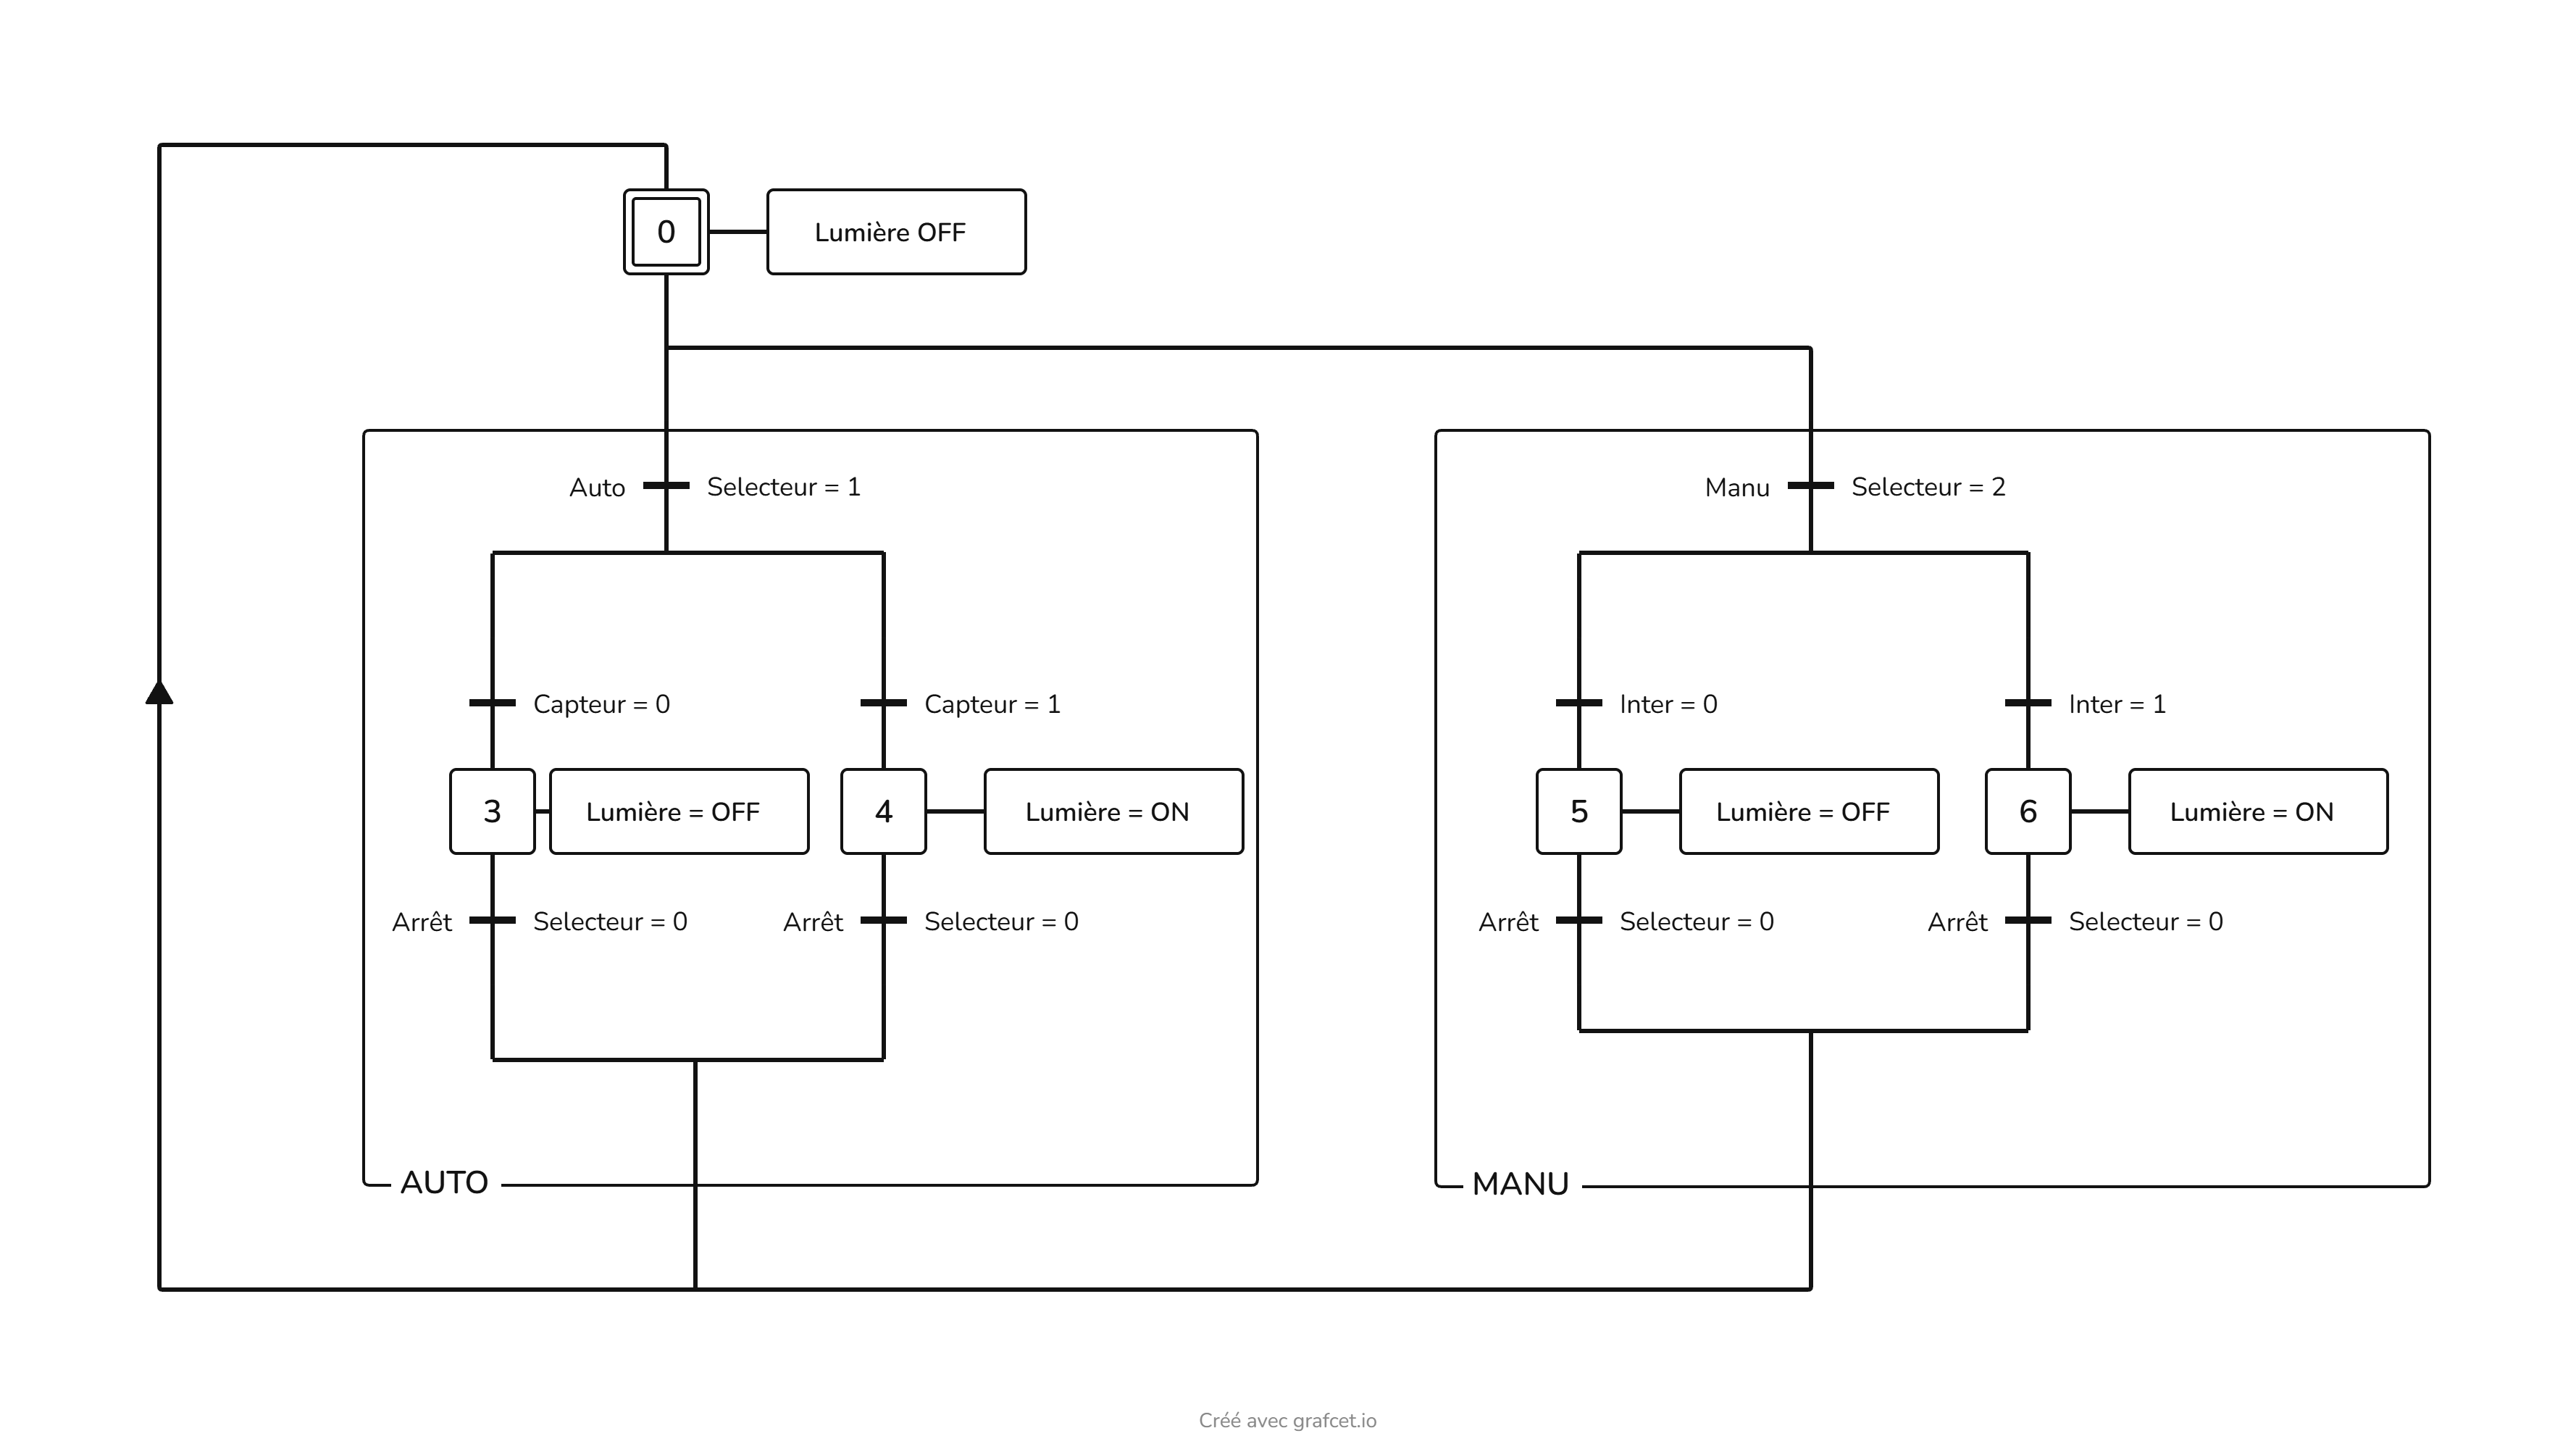 0
Lumière OFF
Auto
Selecteur = 1
Manu
Selecteur = 2
Capteur = 0
Capteur = 1
Inter = 0
Inter = 1
3
Lumière = OFF
4
Lumière = ON
5
Lumière = OFF
6
Lumière = ON
Arrêt
Selecteur = 0
Arrêt
Selecteur = 0
Arrêt
Selecteur = 0
Arrêt
Selecteur = 0
AUTO
MANU
Créé avec grafcet.io